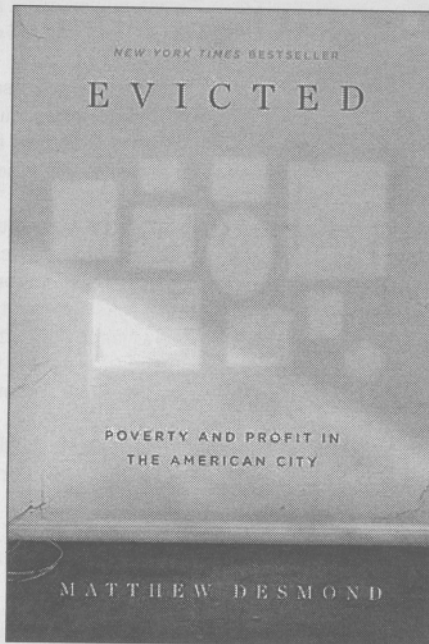 NEW YORK TIMES BESTSELLER
EVICTED
POVERTY AND PROFIT IN
THE AMERICAN CITY
MATTHEW DESMOND